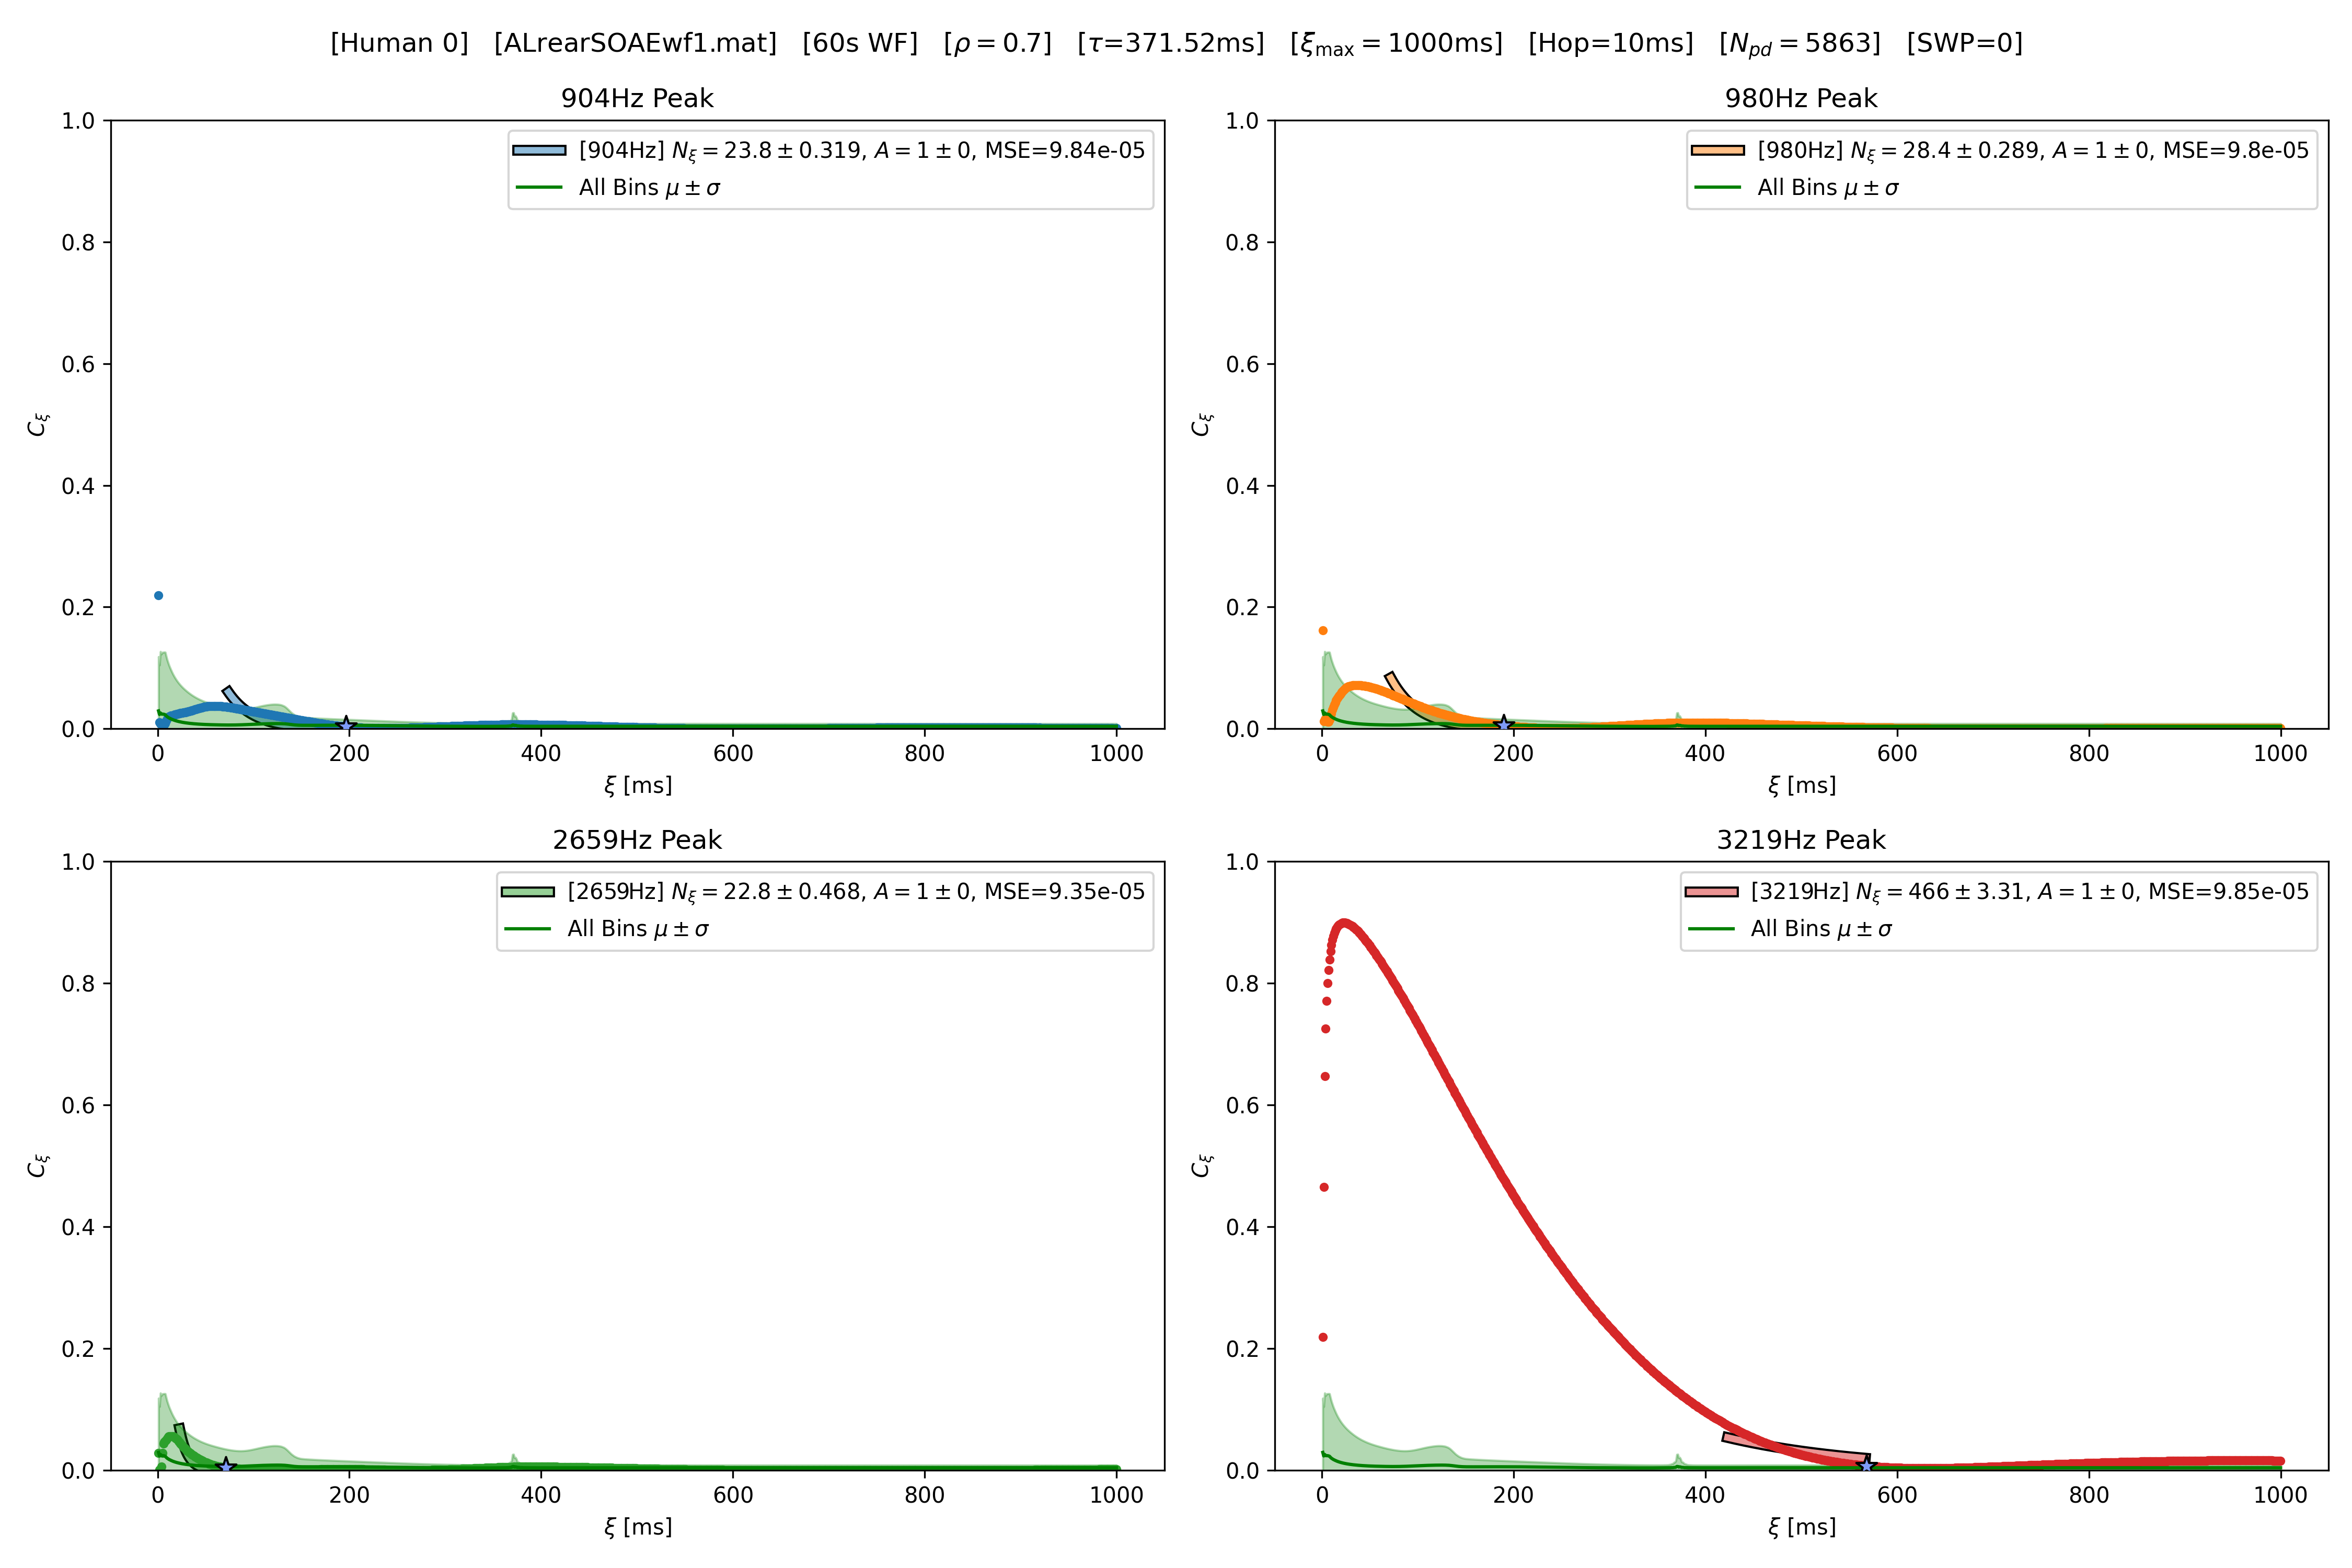 [Human 0] [ALrearSOAEwf1.mat] [60s WF] [ρ = 0.7] [τ=371.52ms] [ξmax = 1000ms] [Hop=10ms] [Npd = 5863] [SWP=0]
904Hz Peak
1.0
0.8
0.6
0.4
0.2
0.0
Cξ
[904Hz] Nξ = 23.8 ± 0.319, A = 1 ± 0, MSE=9.84e-05
All Bins μ ± σ
0 200 400 600 800 1000
ξ [ms]
980Hz Peak
1.0
0.8
0.6
0.4
0.2
0.0
Cξ
[980Hz] Nξ = 28.4 ± 0.289, A = 1 ± 0, MSE=9.8e-05
All Bins μ ± σ
0 200 400 600 800 1000
ξ [ms]
2659Hz Peak
1.0
0.8
0.6
0.4
0.2
0.0
Cξ
[2659Hz] Nξ = 22.8 ± 0.468, A = 1 ± 0, MSE=9.35e-05
All Bins μ ± σ
0 200 400 600 800 1000
ξ [ms]
3219Hz Peak
1.0
0.8
0.6
0.4
0.2
0.0
Cξ
[3219Hz] Nξ = 466 ± 3.31, A = 1 ± 0, MSE=9.85e-05
All Bins μ ± σ
0 200 400 600 800 1000
ξ [ms]